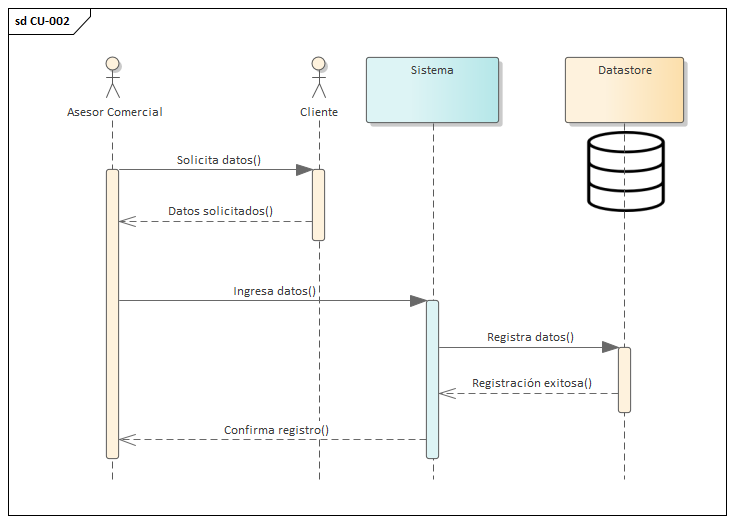 sd CU-002
Asesor Comercial
Cliente
Sistema
Datastore
Solicita datos()
Datos solicitados()
Ingresa datos()
Registra datos()
Registración exitosa()
Confirma registro()